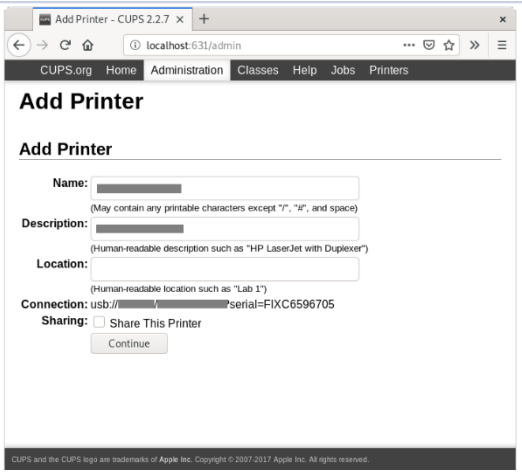 Add Printer - CUPS 2.2.7
localhost:631/admin
CUPS.org Home Administration Classes Help Jobs Printers
Add Printer
Add Printer
Name:
(May contain any printable characters except "/", "#", and space)
Description:
(Human-readable description such as "HP LaserJet with Duplexer")
Location:
(Human-readable location such as "Lab 1")
Connection: usb:// / ?serial=FIXC6596705
Sharing: Share This Printer
Continue
CUPS and the CUPS logo are trademarks of Apple Inc. Copyright © 2007-2017 Apple Inc. All rights reserved.